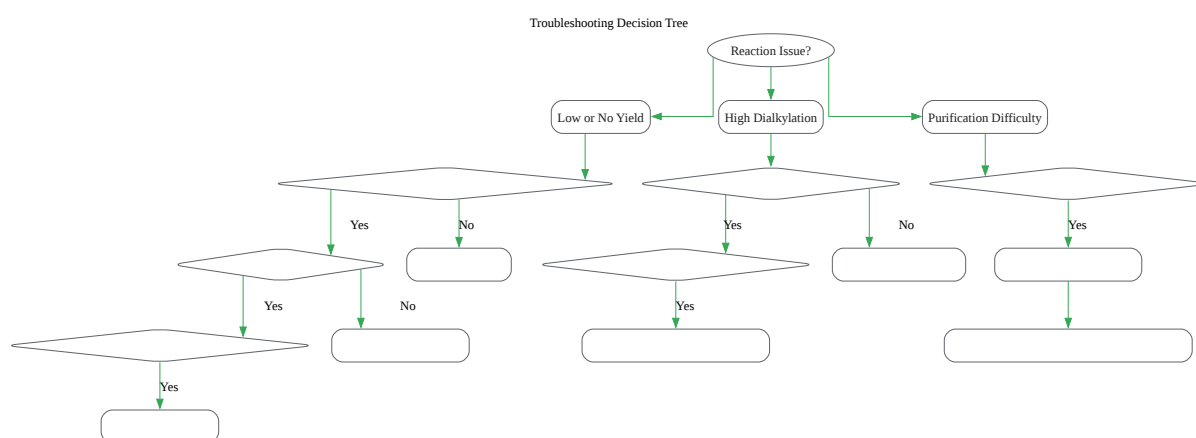 Troubleshooting Decision Tree
Reaction Issue?
Low or No Yield
High Dialkylation
Purification Difficulty
Yes
No
Yes
No
Yes
Yes
No
Yes
Yes